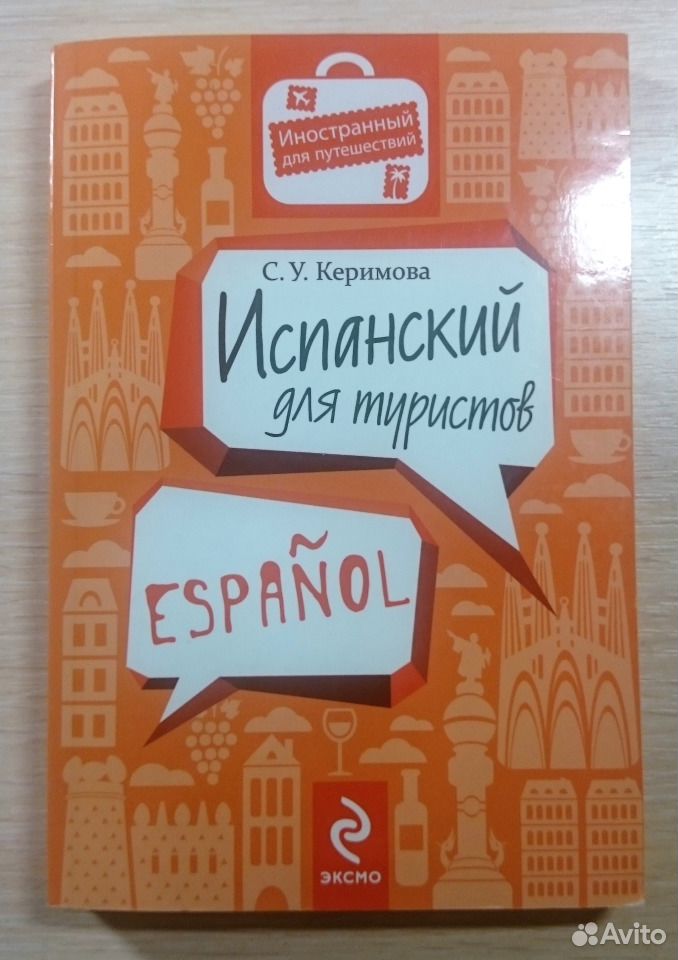 Иностранный
для путешествий
С. У. Керимова
Испанский
для туристов
ESPAÑOL
ЭКСМО
Avito